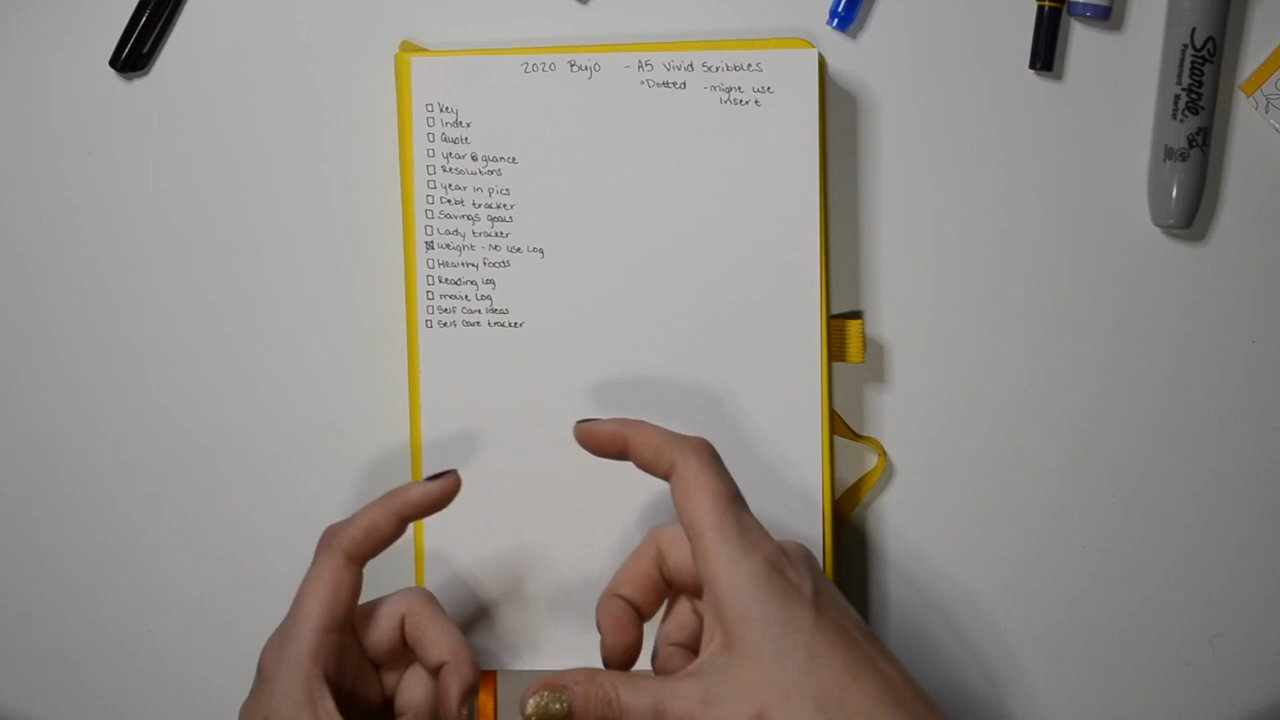 2020 Bujo - A5 Vivid Scribbles
Dotted - might use
insert
Key
Index
Quote
year @ glance
Resolutions
year in pics
Debt tracker
Savings goals
Lady tracker
Weight - No Use Log
Healthy foods
Reading Log
movie Log
Self Care Ideas
Self Care tracker
Sharpie
Permanent Marker